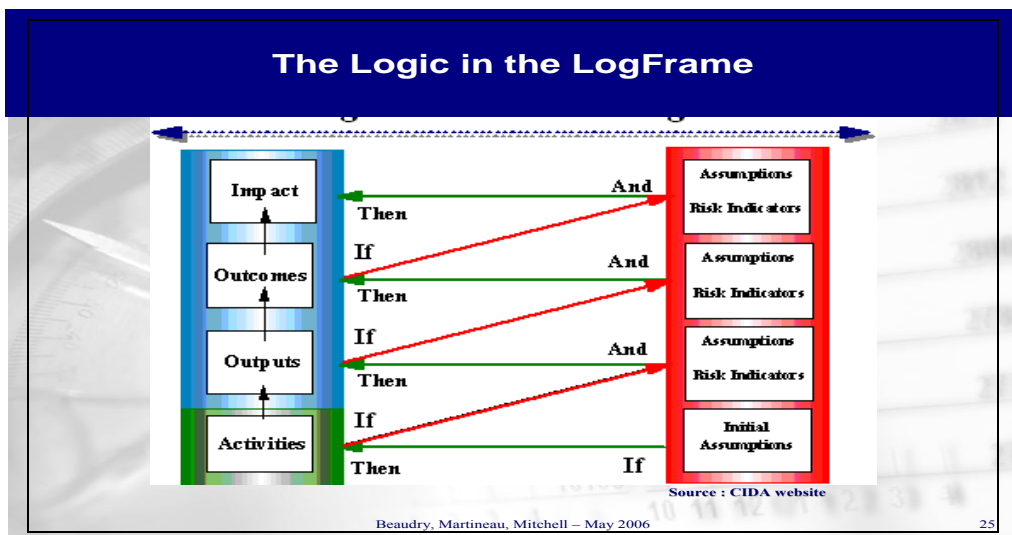 The Logic in the LogFrame
Impact
And
Assumptions
Risk Indicators
Then
If
Outcomes
And
Assumptions
Risk Indicators
Then
If
Outputs
And
Assumptions
Risk Indicators
Then
If
Activities
Initial
Assumptions
Then
If
Source : CIDA website
Beaudry, Martineau, Mitchell – May 2006
25